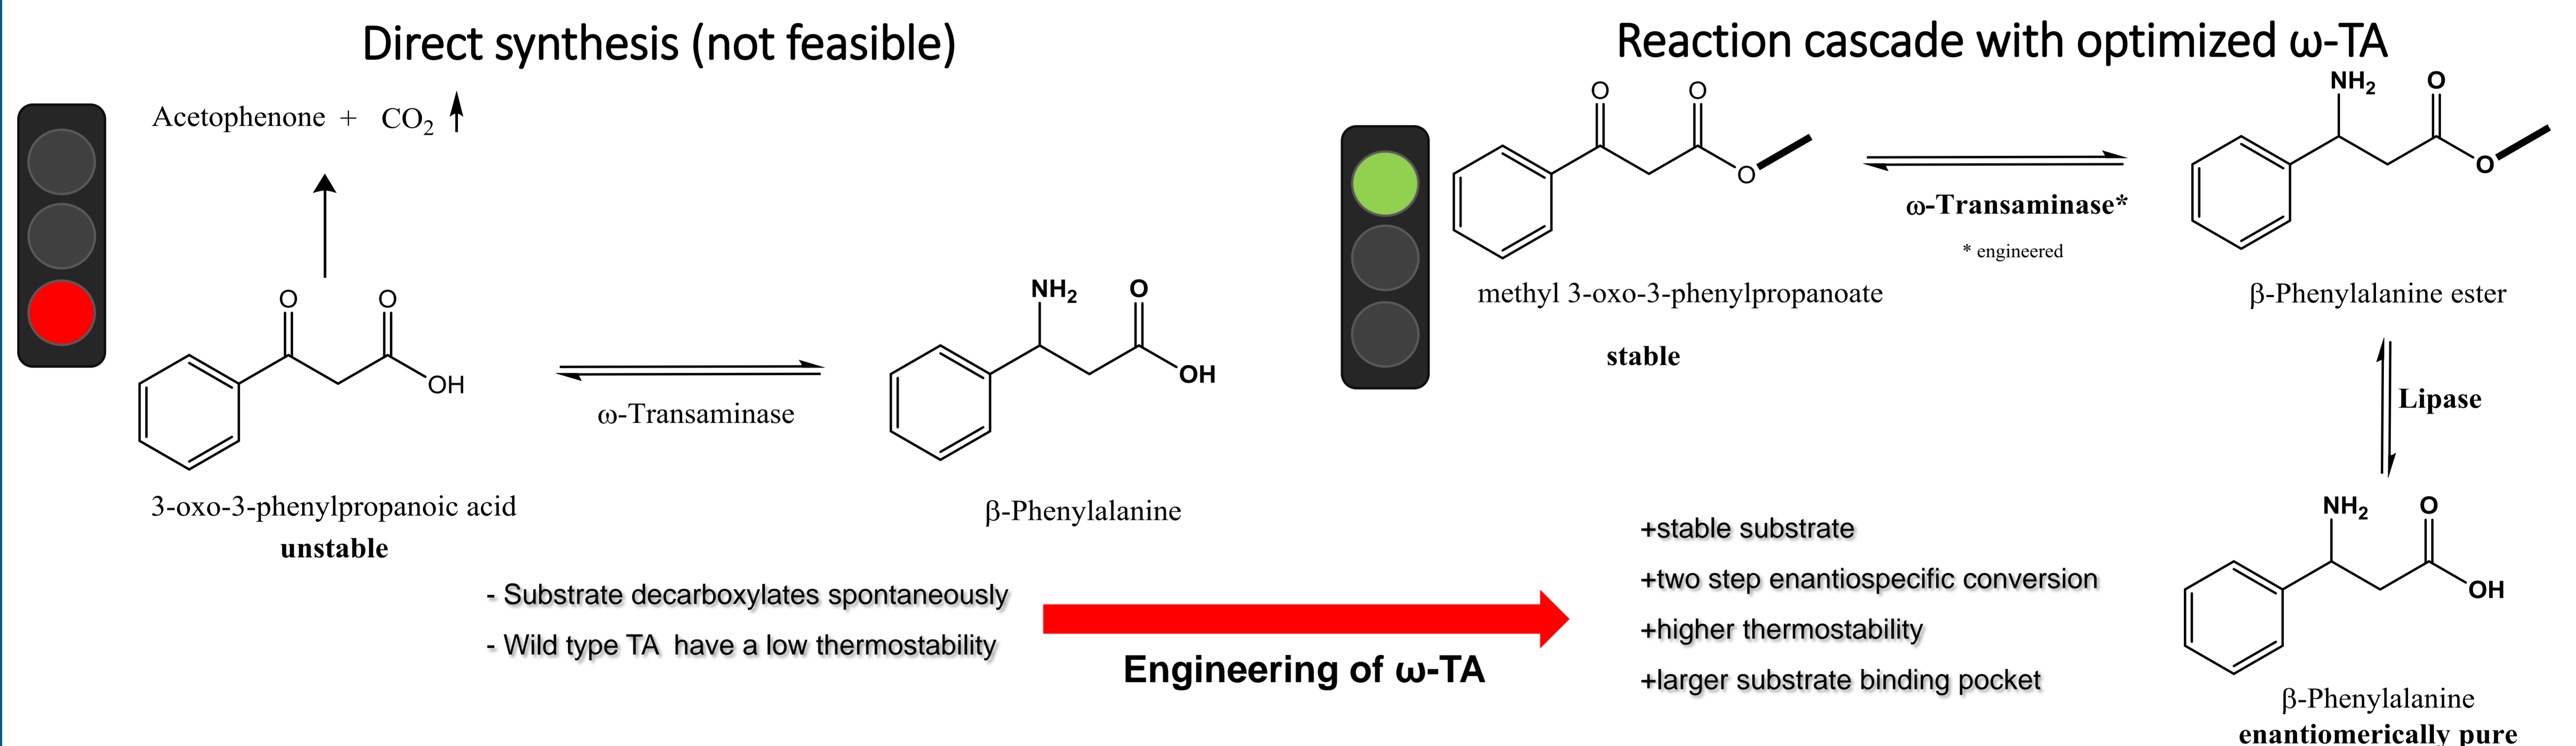 Direct synthesis (not feasible)
Acetophenone + CO2
O
O
OH
3-oxo-3-phenylpropanoic acid
unstable
ω-Transaminase
NH2
O
OH
β-Phenylalanine
- Substrate decarboxylates spontaneously
- Wild type TA have a low thermostability
Engineering of ω-TA
Reaction cascade with optimized ω-TA
O
O
O
methyl 3-oxo-3-phenylpropanoate
stable
ω-Transaminase*
* engineered
NH2
O
O
β-Phenylalanine ester
Lipase
+stable substrate
+two step enantiospecific conversion
+higher thermostability
+larger substrate binding pocket
NH2
O
OH
β-Phenylalanine
enantiomerically pure